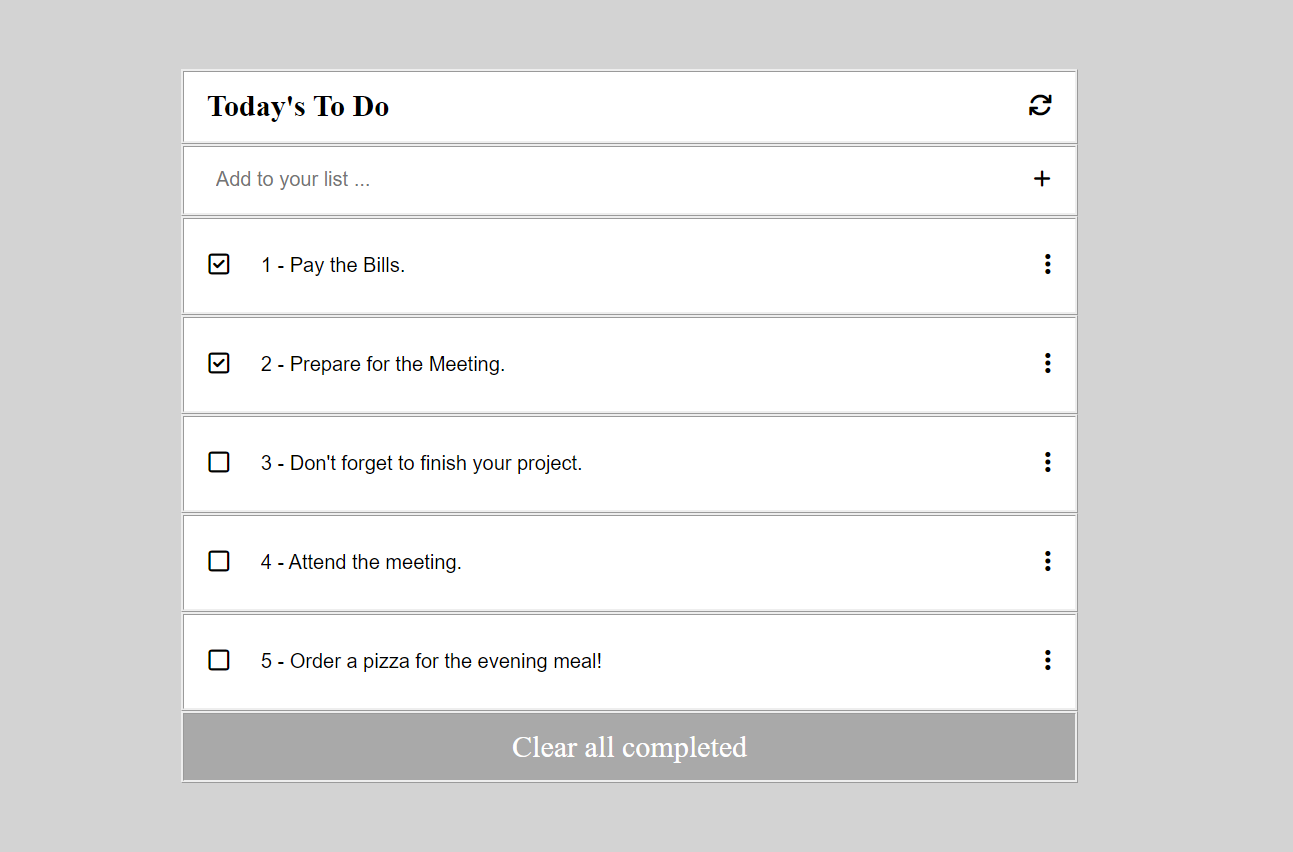 Today's To Do
Add to your list ...
1 - Pay the Bills.
2 - Prepare for the Meeting.
3 - Don't forget to finish your project.
4 - Attend the meeting.
5 - Order a pizza for the evening meal!
Clear all completed